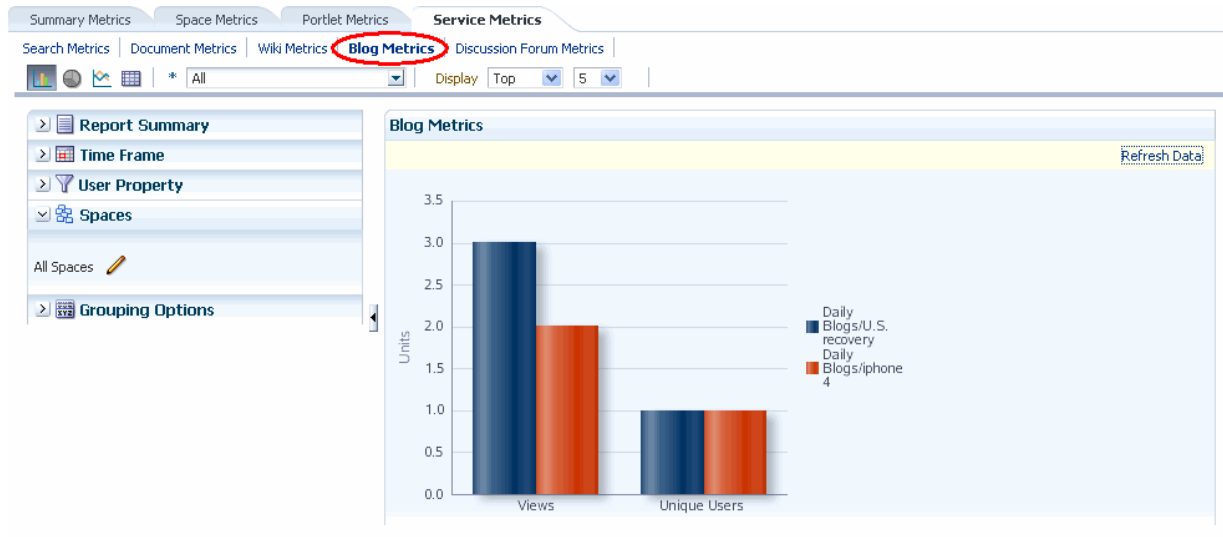 Summary Metrics Space Metrics Portlet Metrics Service Metrics
Search Metrics Document Metrics Wiki Metrics Blog Metrics Discussion Forum Metrics
* All Display Top 5
Report Summary
Time Frame
User Property
Spaces
All Spaces
Grouping Options
Blog Metrics
Refresh Data
3.5
3.0
2.5
2.0
1.5
1.0
0.5
0.0
Units
Views Unique Users
Daily
Blogs/U.S.
recovery
Daily
Blogs/iphone
4